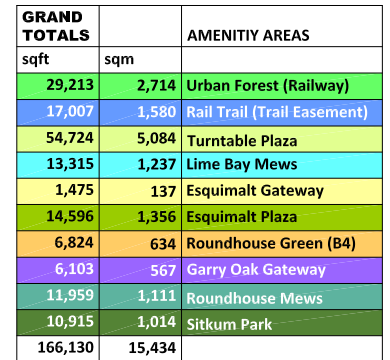 GRAND
TOTALS AMENITIY AREAS
sqft sqm
29,213 2,714 Urban Forest (Railway)
17,007 1,580 Rail Trail (Trail Easement)
54,724 5,084 Turntable Plaza
13,315 1,237 Lime Bay Mews
1,475 137 Esquimalt Gateway
14,596 1,356 Esquimalt Plaza
6,824 634 Roundhouse Green (B4)
6,103 567 Garry Oak Gateway
11,959 1,111 Roundhouse Mews
10,915 1,014 Sitkum Park
166,130 15,434